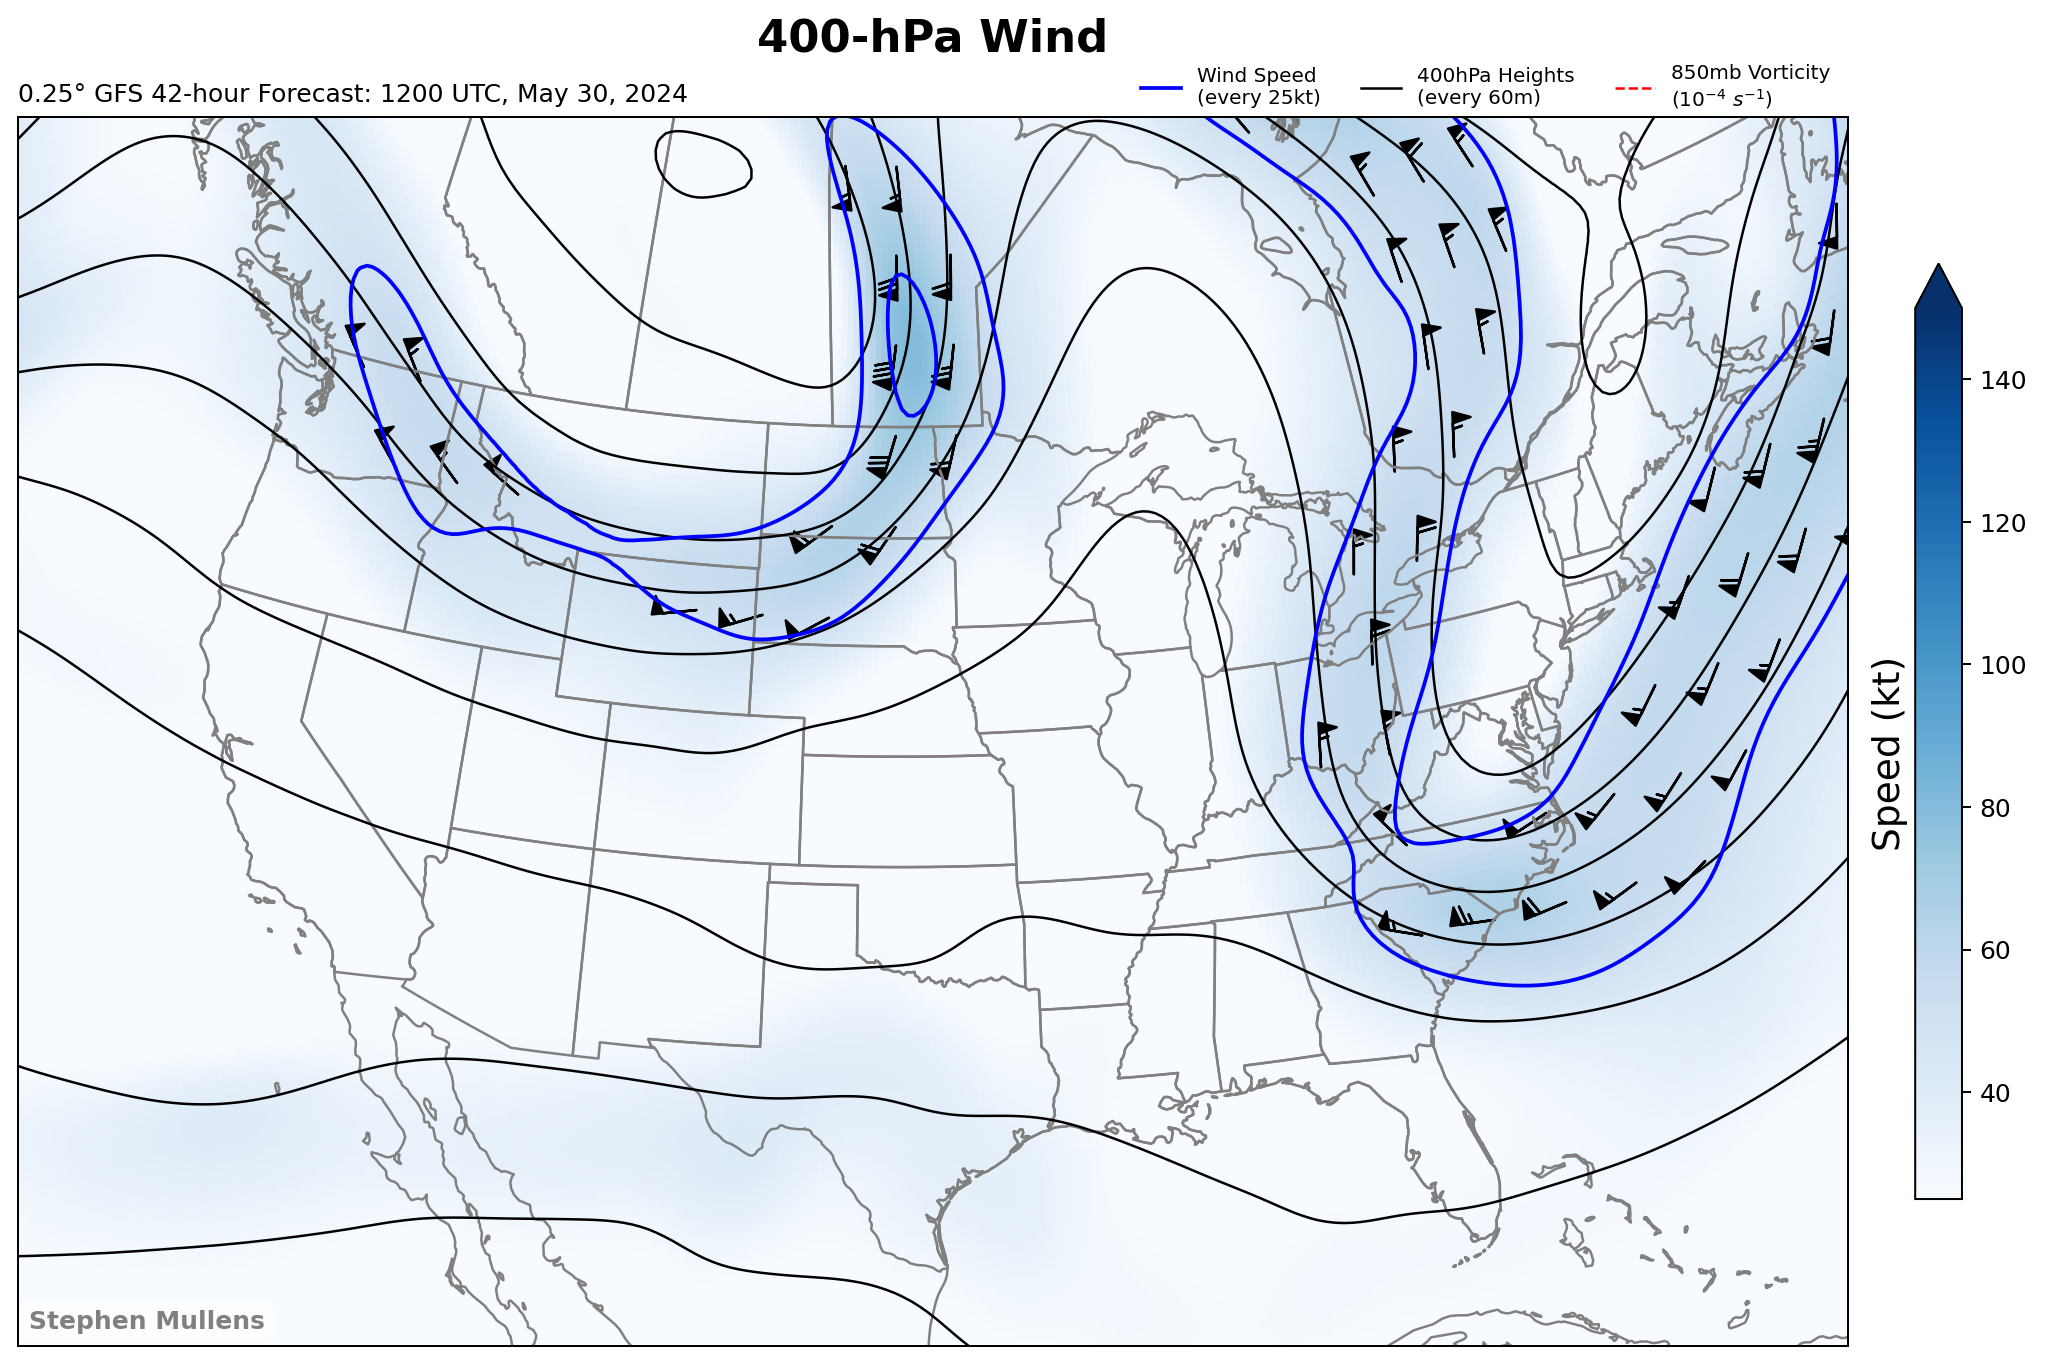 400-hPa Wind
0.25° GFS 42-hour Forecast: 1200 UTC, May 30, 2024
Wind Speed
(every 25kt)
400hPa Heights
(every 60m)
850mb Vorticity
(10⁻⁴ s⁻¹)
140
120
100
80
60
40
Speed (kt)
Stephen Mullens